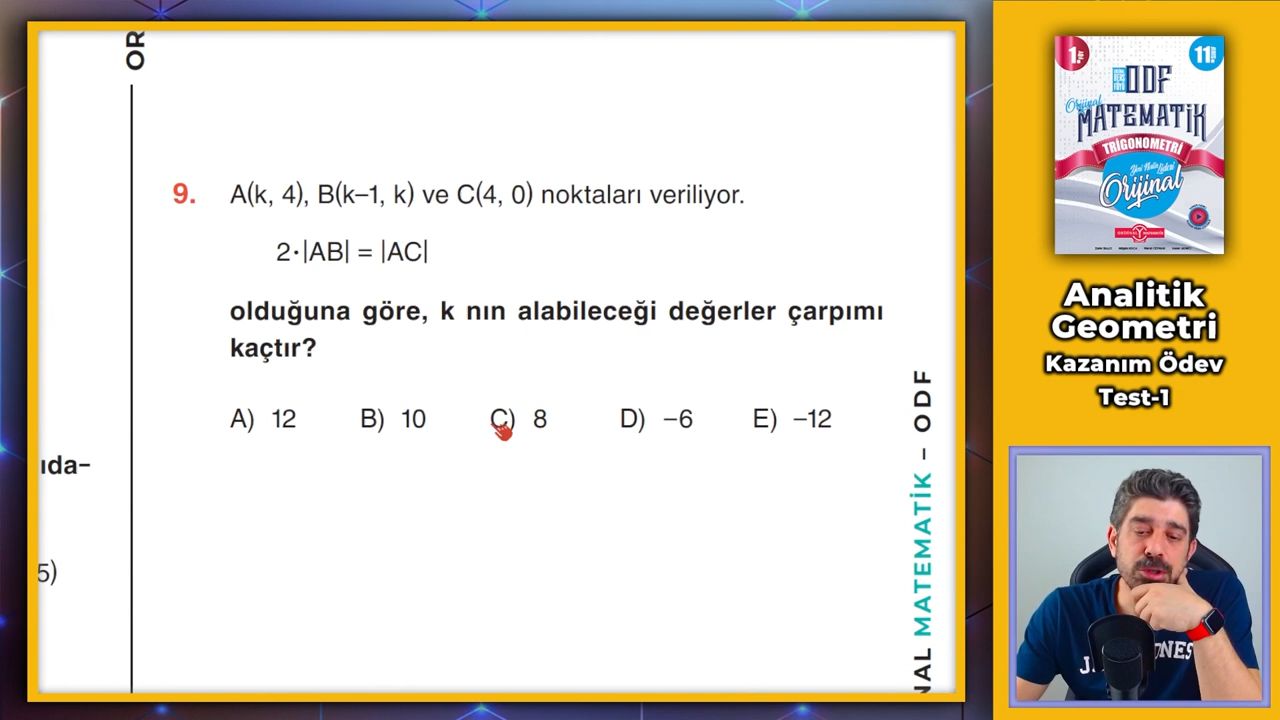 OR
9. A(k, 4), B(k–1, k) ve C(4, 0) noktaları veriliyor.
2·|AB| = |AC|
olduğuna göre, k nın alabileceği değerler çarpımı
kaçtır?
A) 12 B) 10 C) 8 D) –6 E) –12
ıda–
5)
NAL MATEMATİK – ODF
1.
11.
ODF
Orijinal
MATEMATİK
TRİGONOMETRİ
Orijinal
Analitik
Geometri
Kazanım Ödev
Test-1